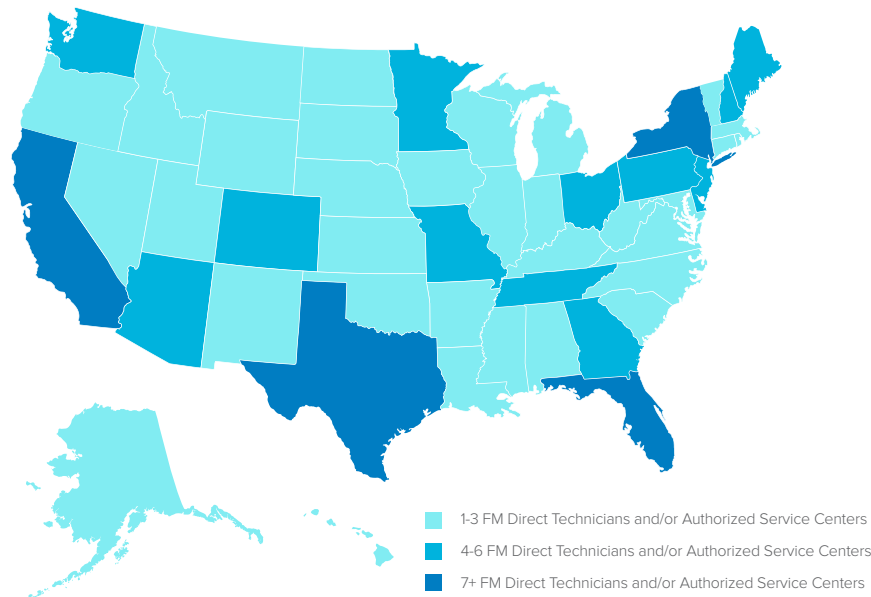 1-3 FM Direct Technicians and/or Authorized Service Centers
4-6 FM Direct Technicians and/or Authorized Service Centers
7+ FM Direct Technicians and/or Authorized Service Centers